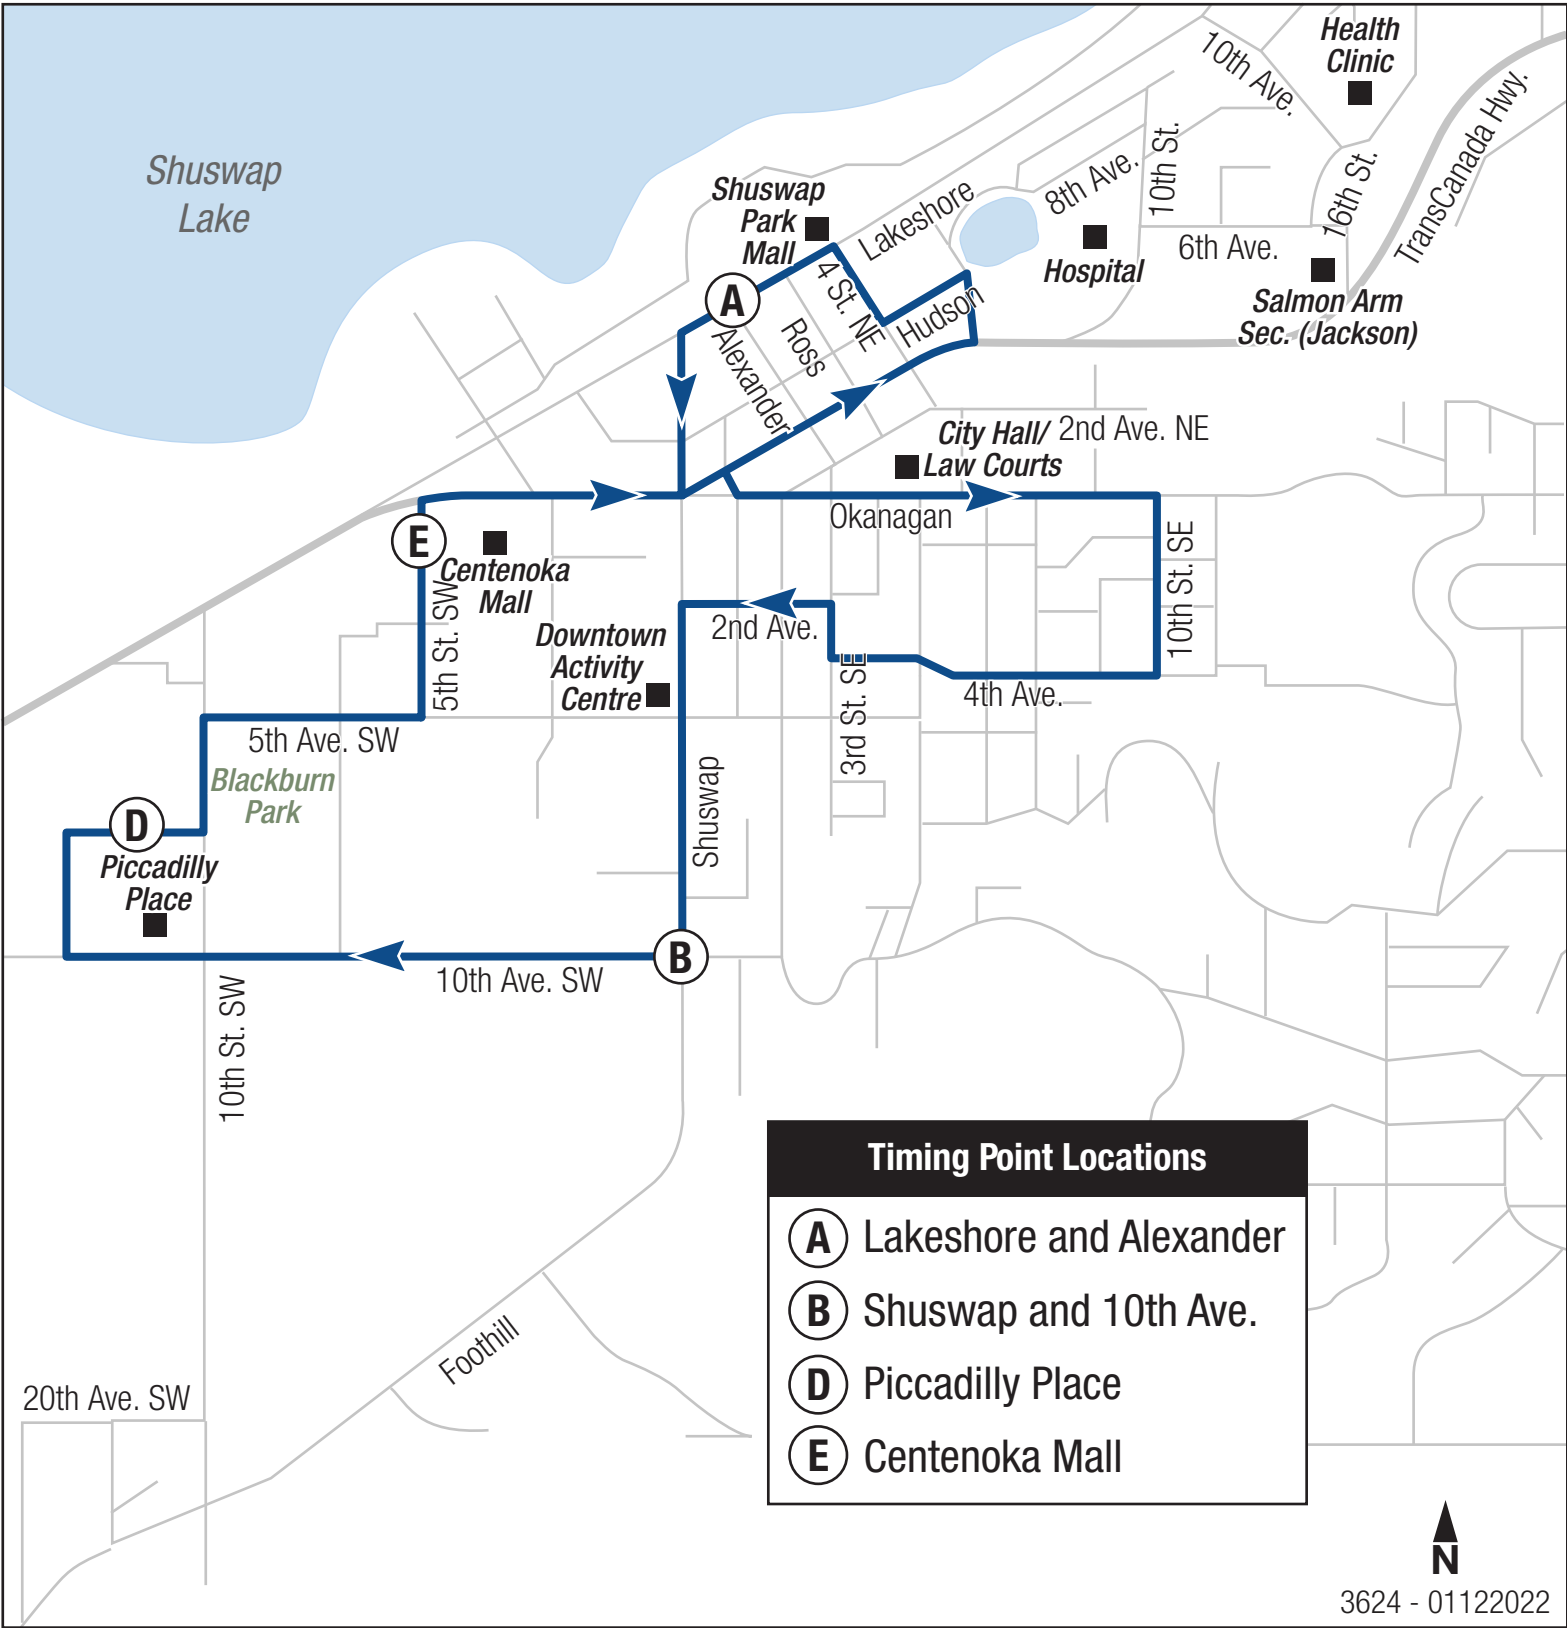 Health
Clinic
10th Ave.
TransCanada Hwy.
Shuswap
Lake
Shuswap
Park
Mall
Lakeshore
8th Ave.
10th St.
16th St.
6th Ave.
Hospital
Salmon Arm
Sec. (Jackson)
A
4 St. NE
Hudson
Ross
Alexander
City Hall/
Law Courts
2nd Ave. NE
Okanagan
E
Centenoka
Mall
5th St. SW
10th St. SE
Downtown
Activity
Centre
2nd Ave.
3rd St. SE
4th Ave.
5th Ave. SW
Blackburn
Park
D
Piccadilly
Place
Shuswap
B
10th Ave. SW
10th St. SW
Foothill
20th Ave. SW
Timing Point Locations
A Lakeshore and Alexander
B Shuswap and 10th Ave.
D Piccadilly Place
E Centenoka Mall
N
3624 - 01122022